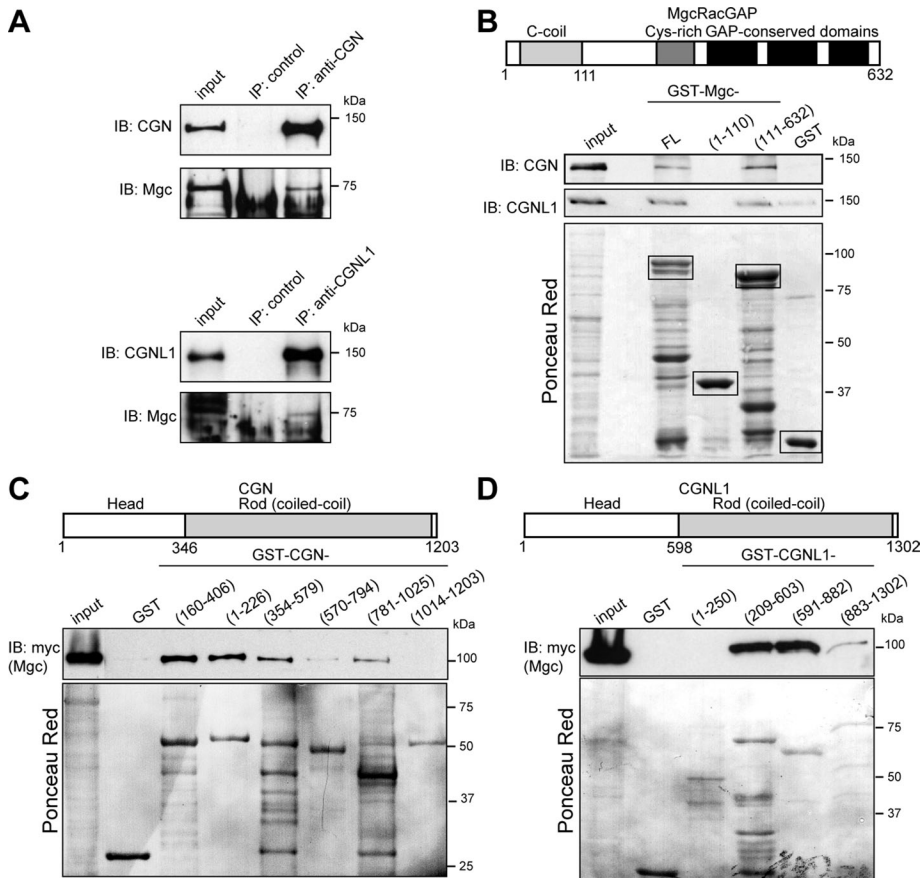 A
input
IP: control
IP: anti-CGN
kDa
IB: CGN
150
IB: Mgc
75
input
IP: control
IP: anti-CGNL1
kDa
IB: CGNL1
150
IB: Mgc
75
B
MgcRacGAP
C-coil Cys-rich GAP-conserved domains
1 111 632
GST-Mgc-
input FL (1-110) (111-632) GST kDa
IB: CGN 150
IB: CGNL1 150
Ponceau Red
100
75
50
37
C
CGN
Head Rod (coiled-coil)
1 346 1203
GST-CGN-
input GST (160-406) (1-226) (354-579) (570-794) (781-1025) (1014-1203)
kDa
IB: myc 100
(Mgc)
Ponceau Red
75
50
37
25
D
CGNL1
Head Rod (coiled-coil)
1 598 1302
GST-CGNL1-
input GST (1-250) (209-603) (591-882) (883-1302)
kDa
IB: myc 100
(Mgc)
Ponceau Red
75
50
37